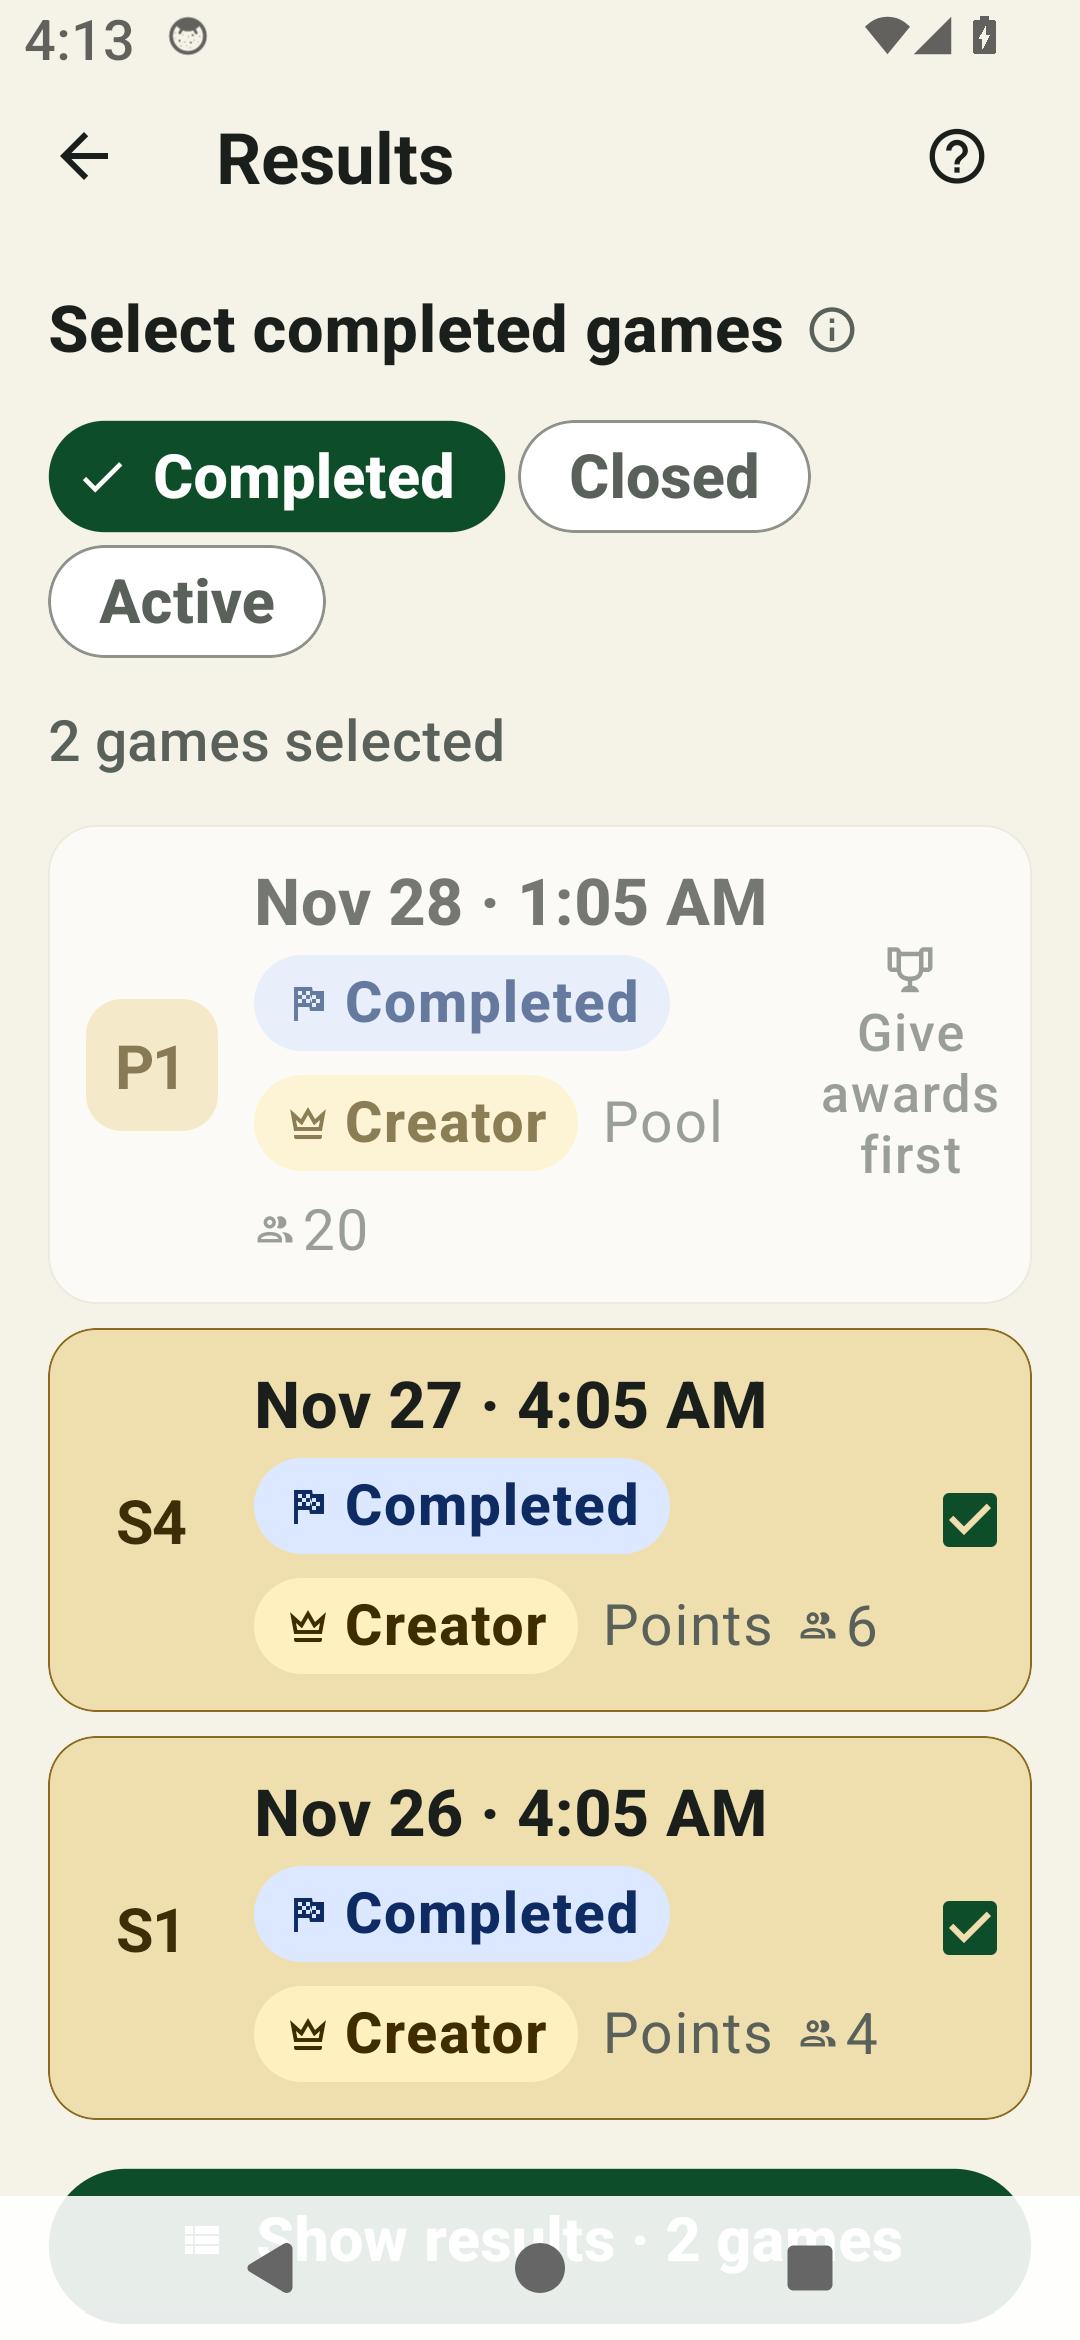 4:13
Results
Select completed games
Completed
Closed
Active
2 games selected
Nov 28 · 1:05 AM
Completed
P1
Creator
Pool
20
Give
awards
first
Nov 27 · 4:05 AM
Completed
S4
Creator
Points
6
Nov 26 · 4:05 AM
Completed
S1
Creator
Points
4
Show results · 2 games